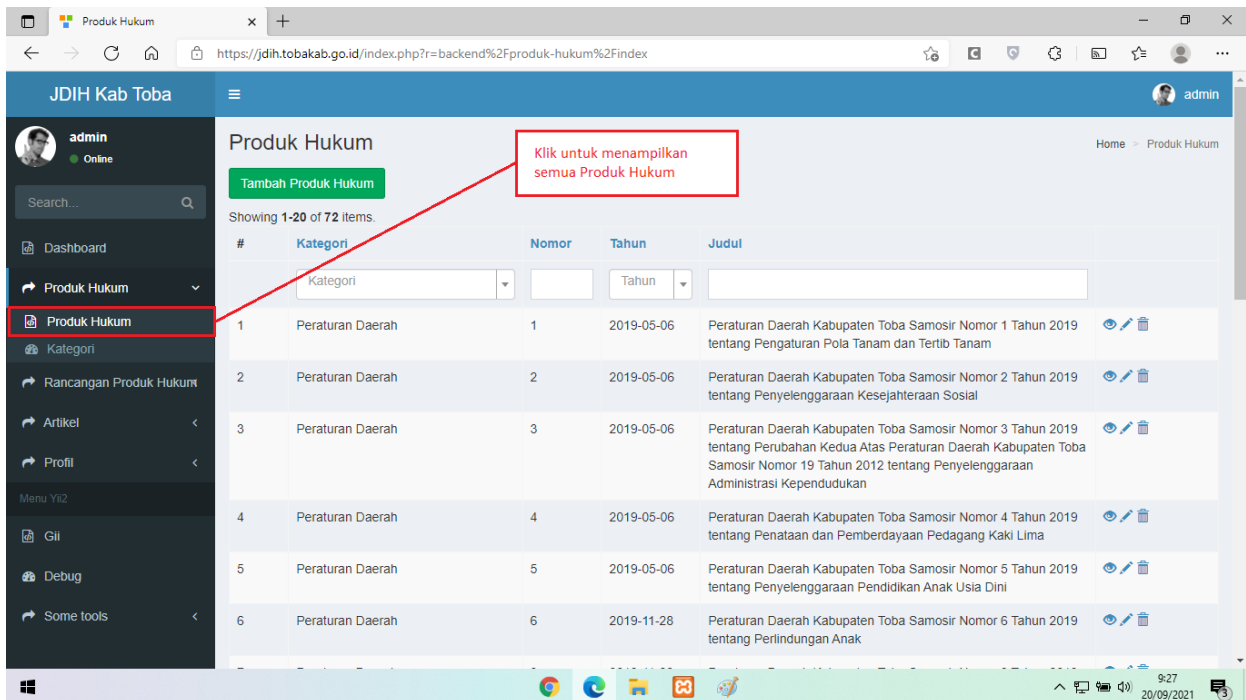 Produk Hukum
https://jdih.tobakab.go.id/index.php?r=backend%2Fproduk-hukum%2Findex
JDIH Kab Toba
admin
admin
Online
Search...
Dashboard
Produk Hukum
Produk Hukum
Kategori
Rancangan Produk Hukum
Artikel
Profil
Menu Yii2
Gii
Debug
Some tools
Produk Hukum
Home > Produk Hukum
Klik untuk menampilkan
semua Produk Hukum
Tambah Produk Hukum
Showing 1-20 of 72 items.
# Kategori Nomor Tahun Judul
Kategori Tahun
1 Peraturan Daerah 1 2019-05-06 Peraturan Daerah Kabupaten Toba Samosir Nomor 1 Tahun 2019
tentang Pengaturan Pola Tanam dan Tertib Tanam
2 Peraturan Daerah 2 2019-05-06 Peraturan Daerah Kabupaten Toba Samosir Nomor 2 Tahun 2019
tentang Penyelenggaraan Kesejahteraan Sosial
3 Peraturan Daerah 3 2019-05-06 Peraturan Daerah Kabupaten Toba Samosir Nomor 3 Tahun 2019
tentang Perubahan Kedua Atas Peraturan Daerah Kabupaten Toba
Samosir Nomor 19 Tahun 2012 tentang Penyelenggaraan
Administrasi Kependudukan
4 Peraturan Daerah 4 2019-05-06 Peraturan Daerah Kabupaten Toba Samosir Nomor 4 Tahun 2019
tentang Penataan dan Pemberdayaan Pedagang Kaki Lima
5 Peraturan Daerah 5 2019-05-06 Peraturan Daerah Kabupaten Toba Samosir Nomor 5 Tahun 2019
tentang Penyelenggaraan Pendidikan Anak Usia Dini
6 Peraturan Daerah 6 2019-11-28 Peraturan Daerah Kabupaten Toba Samosir Nomor 6 Tahun 2019
tentang Perlindungan Anak
9:27
20/09/2021